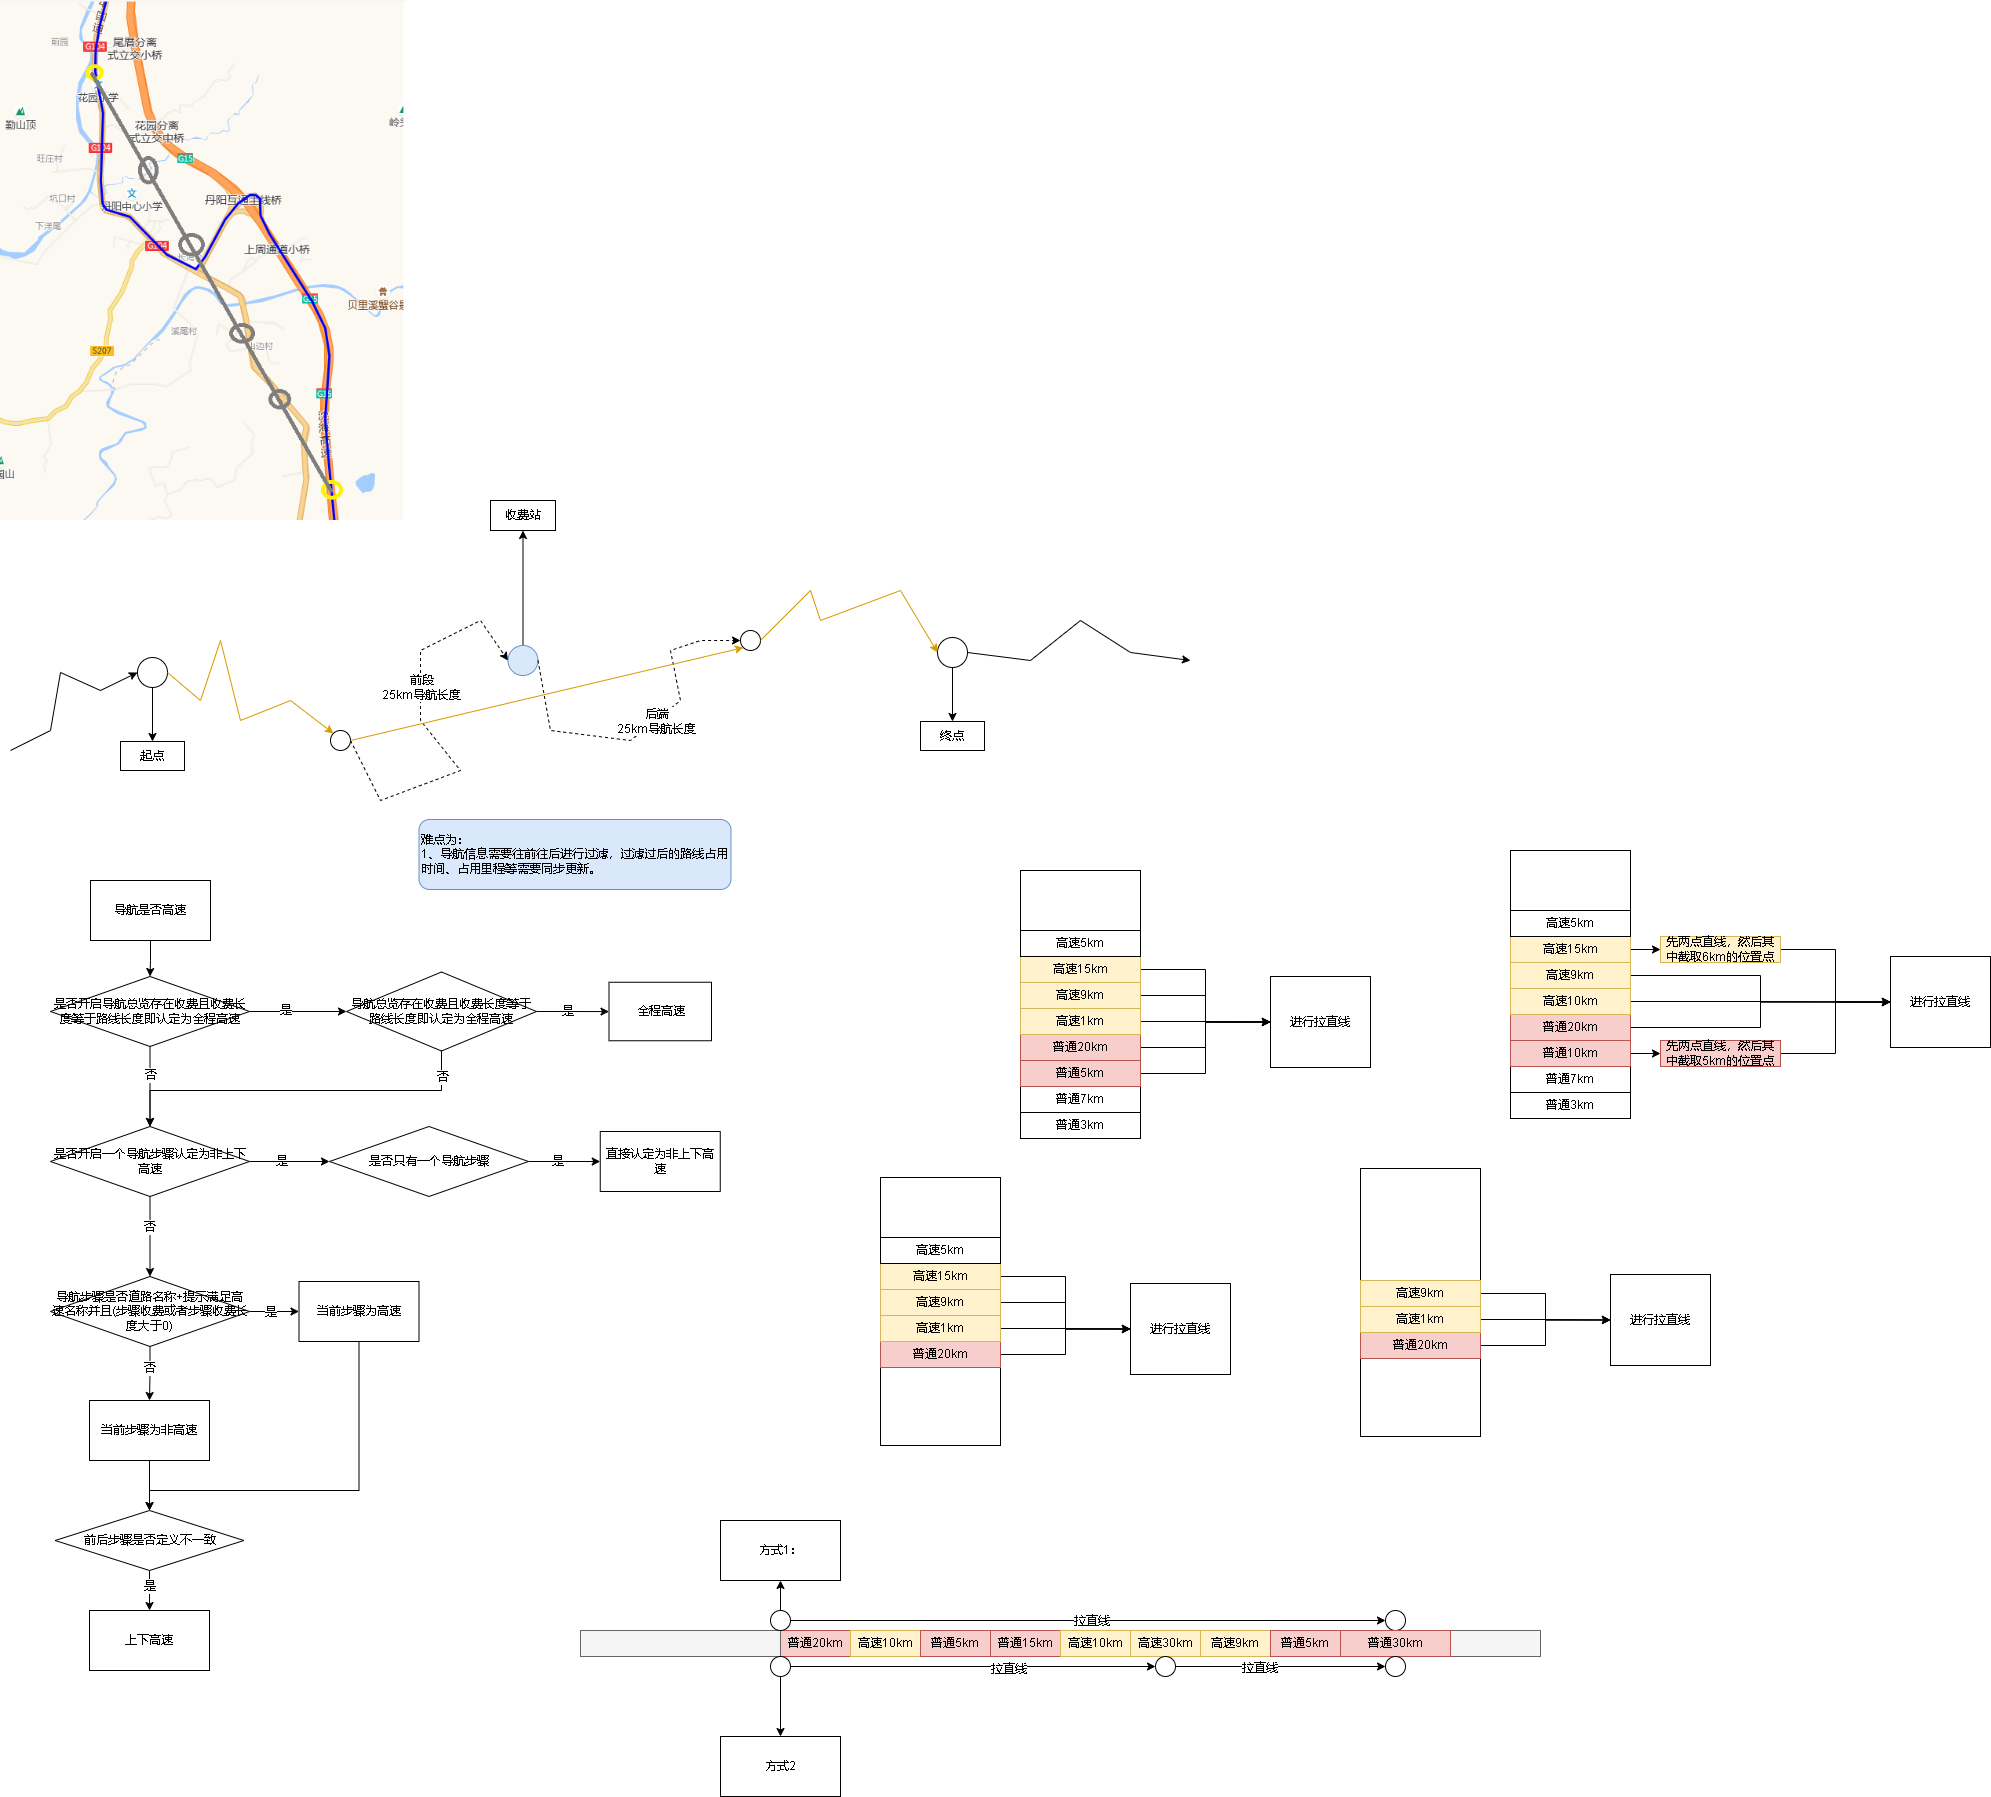 G104
尾厝分离
式立交小桥
前园
花园小学
勤山顶
花园分离
式立交中桥
岭头
G104
旺庄村
G15
坑口村
丹阳中心小学
丹阳互通主线桥
下洋尾
G104
上周通道小桥
G15
贝里溪蟹谷景
溪尾村
山边村
S207
G15
沈海高速
收费站
前段
25km导航长度
后端
25km导航长度
起点
终点
难点为:
1、导航信息需要往前往后进行过滤，过滤过后的路线占用
时间、占用里程等需要同步更新。
导航是否高速
是否开启导航总览存在收费且收费长
度等于路线长度即认定为全程高速
是
导航总览存在收费且收费长度等于
路线长度即认定为全程高速
是
全程高速
否
否
是否开启一个导航步骤认定为非上下
高速
是
是否只有一个导航步骤
是
直接认定为非上下高
速
否
导航步骤是否道路名称+提示满足高
速名称并且(步骤收费或者步骤收费长
度大于0)
是
当前步骤为高速
否
当前步骤为非高速
前后步骤是否定义不一致
是
上下高速
高速5km
高速15km
高速9km
高速1km
普通20km
普通5km
普通7km
普通3km
进行拉直线
高速5km
高速15km
高速9km
高速10km
普通20km
普通10km
普通7km
普通3km
先两点直线，然后其
中截取6km的位置点
先两点直线，然后其
中截取5km的位置点
进行拉直线
高速5km
高速15km
高速9km
高速1km
普通20km
进行拉直线
高速9km
高速1km
普通20km
进行拉直线
方式1:
拉直线
普通20km
高速10km
普通5km
普通15km
高速10km
高速30km
高速9km
普通5km
普通30km
拉直线
拉直线
方式2